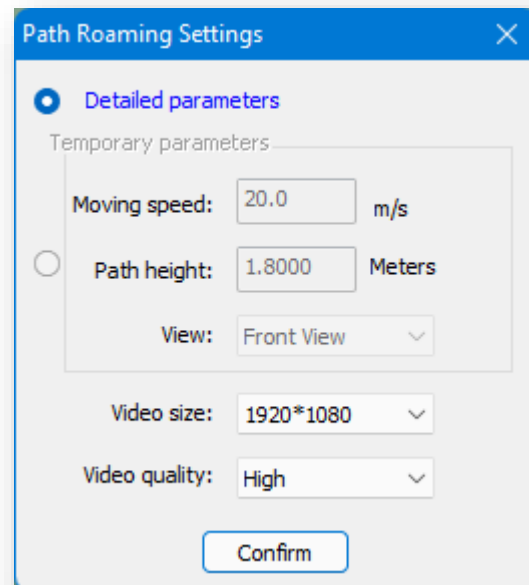 Path Roaming Settings
Detailed parameters
Temporary parameters
Moving speed: 20.0 m/s
Path height: 1.8000 Meters
View: Front View
Video size: 1920*1080
Video quality: High
Confirm